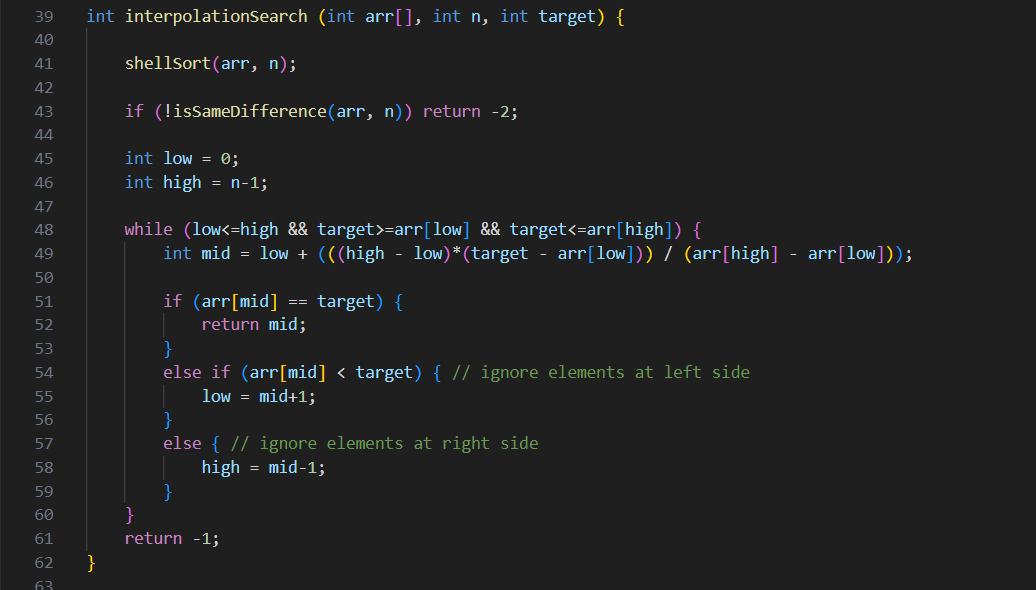 39 int interpolationSearch (int arr[], int n, int target) {
40
41 shellSort(arr, n);
42
43 if (!isSameDifference(arr, n)) return -2;
44
45 int low = 0;
46 int high = n-1;
47
48 while (low<=high && target>=arr[low] && target<=arr[high]) {
49 int mid = low + (((high - low)*(target - arr[low])) / (arr[high] - arr[low]));
50
51 if (arr[mid] == target) {
52 return mid;
53 }
54 else if (arr[mid] < target) { // ignore elements at left side
55 low = mid+1;
56 }
57 else { // ignore elements at right side
58 high = mid-1;
59 }
60 }
61 return -1;
62 }
63